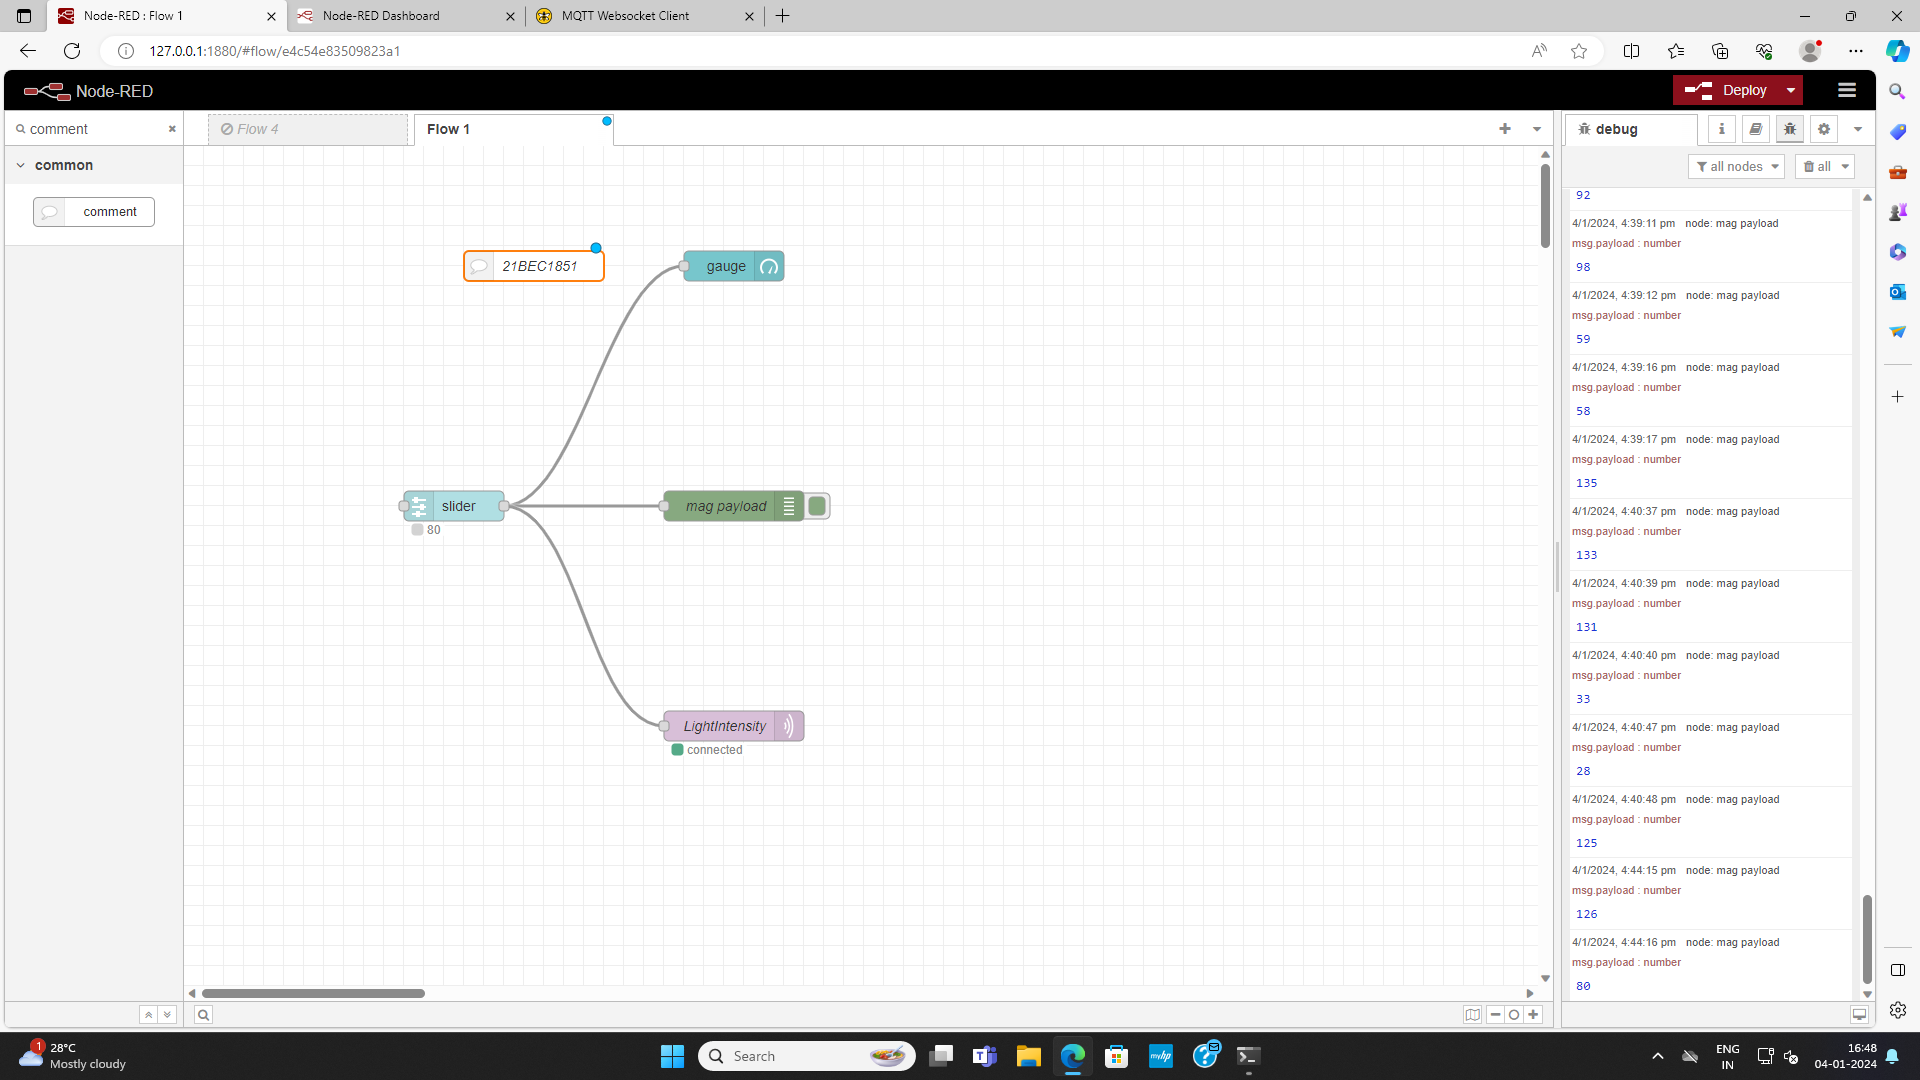 Node-RED : Flow 1
Node-RED Dashboard
MQTT Websocket Client
127.0.0.1:1880/#flow/e4c54e83509823a1
Node-RED
Deploy
comment
Flow 4
Flow 1
debug
i
common
all nodes
all
comment
21BEC1851
gauge
slider
80
mag payload
LightIntensity
connected
92
4/1/2024, 4:39:11 pm node: mag payload
msg.payload : number
98
4/1/2024, 4:39:12 pm node: mag payload
msg.payload : number
59
4/1/2024, 4:39:16 pm node: mag payload
msg.payload : number
58
4/1/2024, 4:39:17 pm node: mag payload
msg.payload : number
135
4/1/2024, 4:40:37 pm node: mag payload
msg.payload : number
133
4/1/2024, 4:40:39 pm node: mag payload
msg.payload : number
131
4/1/2024, 4:40:40 pm node: mag payload
msg.payload : number
33
4/1/2024, 4:40:47 pm node: mag payload
msg.payload : number
28
4/1/2024, 4:40:48 pm node: mag payload
msg.payload : number
125
4/1/2024, 4:44:15 pm node: mag payload
msg.payload : number
126
4/1/2024, 4:44:16 pm node: mag payload
msg.payload : number
80
1
28°C
Mostly cloudy
Search
myhp
ENG
IN
16:48
04-01-2024